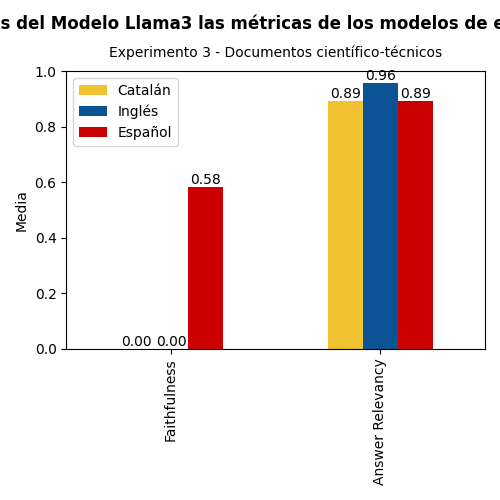 s del Modelo Llama3 las métricas de los modelos de e
Experimento 3 - Documentos científico-técnicos
Catalán
Inglés
Español
Media
1.0
0.8
0.6
0.4
0.2
0.0
0.00
0.00
0.58
0.89
0.96
0.89
Faithfulness
Answer Relevancy